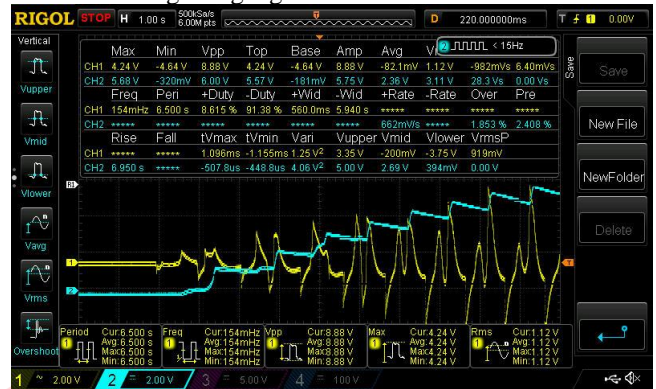 RIGOL STOP H 1.00 s 500kSa/s 6.00M pts D 220.000000ms T 1 0.00V
Vertical
2 < 15Hz
Max Min Vpp Top Base Amp Avg
CH1 4.24 V -4.64 V 8.88 V 4.24 V -4.64 V 8.88 V -82.1mV 1.12 V -982mVs 6.40mVs
CH2 5.68 V -320mV 6.00 V 5.57 V -181mV 5.75 V 2.36 V 3.11 V 28.3 Vs 0.00 Vs
Freq Peri +Duty -Duty +Wid -Wid +Rate -Rate Over Pre
CH1 154mHz 6.500 s 8.615 % 91.38 % 560.0ms 5.940 s ***** ***** ***** *****
CH2 ***** ***** ***** ***** ***** ***** 662mV/s ***** 1.853 % 2.408 %
Rise Fall tVmax tVmin Vari Vupper Vmid Vlower VrmsP
CH1 ***** ***** 1.096ms -1.155ms 1.25 V² 3.35 V -200mV -3.75 V 919mV
CH2 6.950 s ***** -507.8us -448.8us 4.06 V² 5.00 V 2.69 V 394mV 0.00 V
Vupper
Vmid
Vlower
Vavg
Vrms
Overshoot
1
2
T
Save
Save
New File
NewFolder
Delete
Period Cur:6.500 s Avg:6.500 s Max:6.500 s Min:6.500 s
Freq Cur:154mHz Avg:154mHz Max:154mHz Min:154mHz
Vpp Cur:8.88 V Avg:8.88 V Max:8.88 V Min:8.88 V
Max Cur:4.24 V Avg:4.24 V Max:4.24 V Min:4.24 V
Rms Cur:1.12 V Avg:1.12 V Max:1.12 V Min:1.12 V
1 ~ 2.00 V 2 = 2.00 V 3 = 5.00 V 4 = 100 V